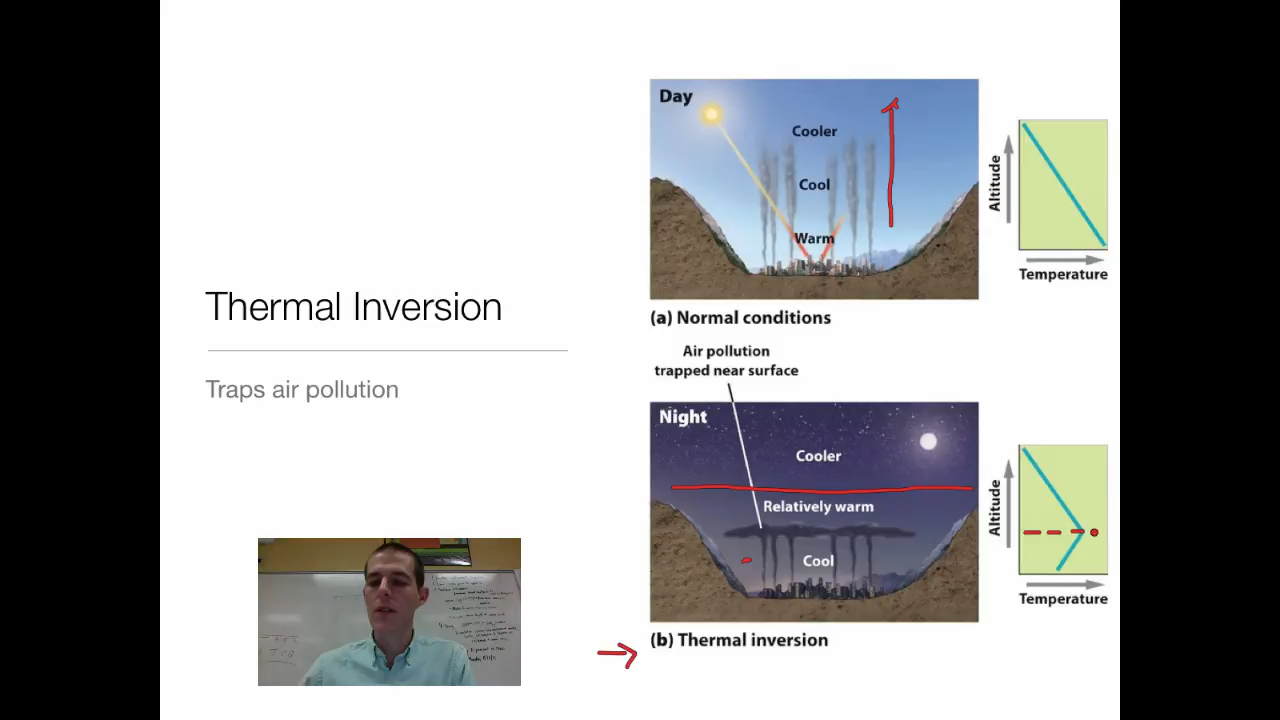 Thermal Inversion
Traps air pollution
Day
Cooler
Cool
Warm
Altitude
Temperature
(a) Normal conditions
Air pollution
trapped near surface
Night
Cooler
Relatively warm
Cool
Altitude
Temperature
(b) Thermal inversion